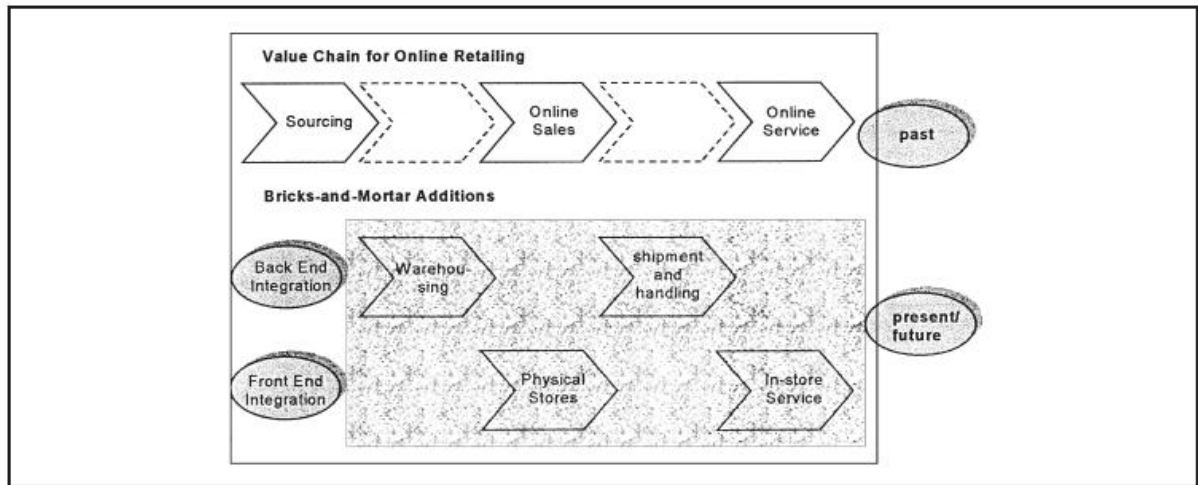 Value Chain for Online Retailing
Sourcing
Online
Sales
Online
Service
past
Bricks-and-Mortar Additions
Back End
Integration
Warehou-
sing
shipment
and
handling
present/
future
Front End
Integration
Physical
Stores
In-store
Service